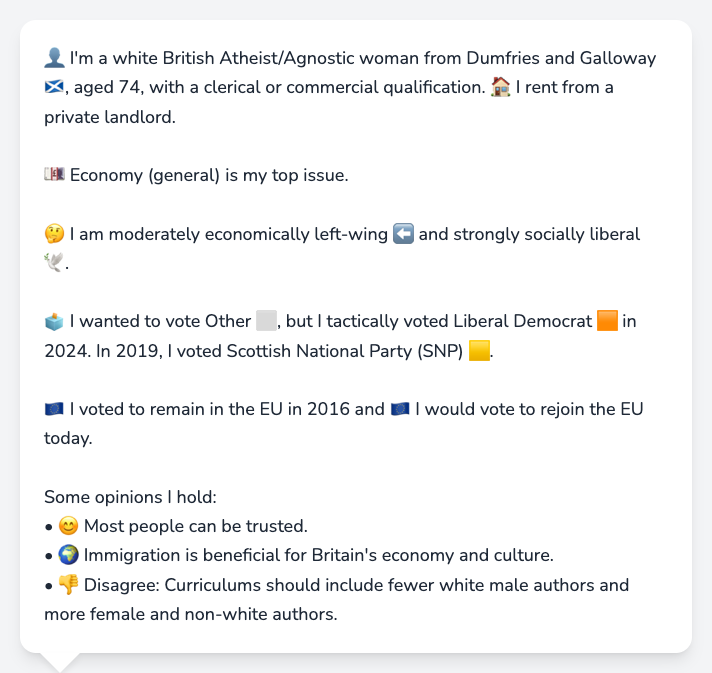 👤 I'm a white British Atheist/Agnostic woman from Dumfries and Galloway
🏴󠁧󠁢󠁳󠁣󠁴󠁿, aged 74, with a clerical or commercial qualification. 🏠 I rent from a
private landlord.
💷 Economy (general) is my top issue.
🤔 I am moderately economically left-wing ⬅️ and strongly socially liberal
🕊️.
🗳️ I wanted to vote Other ⬜, but I tactically voted Liberal Democrat 🟧 in
2024. In 2019, I voted Scottish National Party (SNP) 🟨.
🇪🇺 I voted to remain in the EU in 2016 and 🇪🇺 I would vote to rejoin the EU
today.
Some opinions I hold:
• 😊 Most people can be trusted.
• 🌍 Immigration is beneficial for Britain's economy and culture.
• 👎 Disagree: Curriculums should include fewer white male authors and
more female and non-white authors.